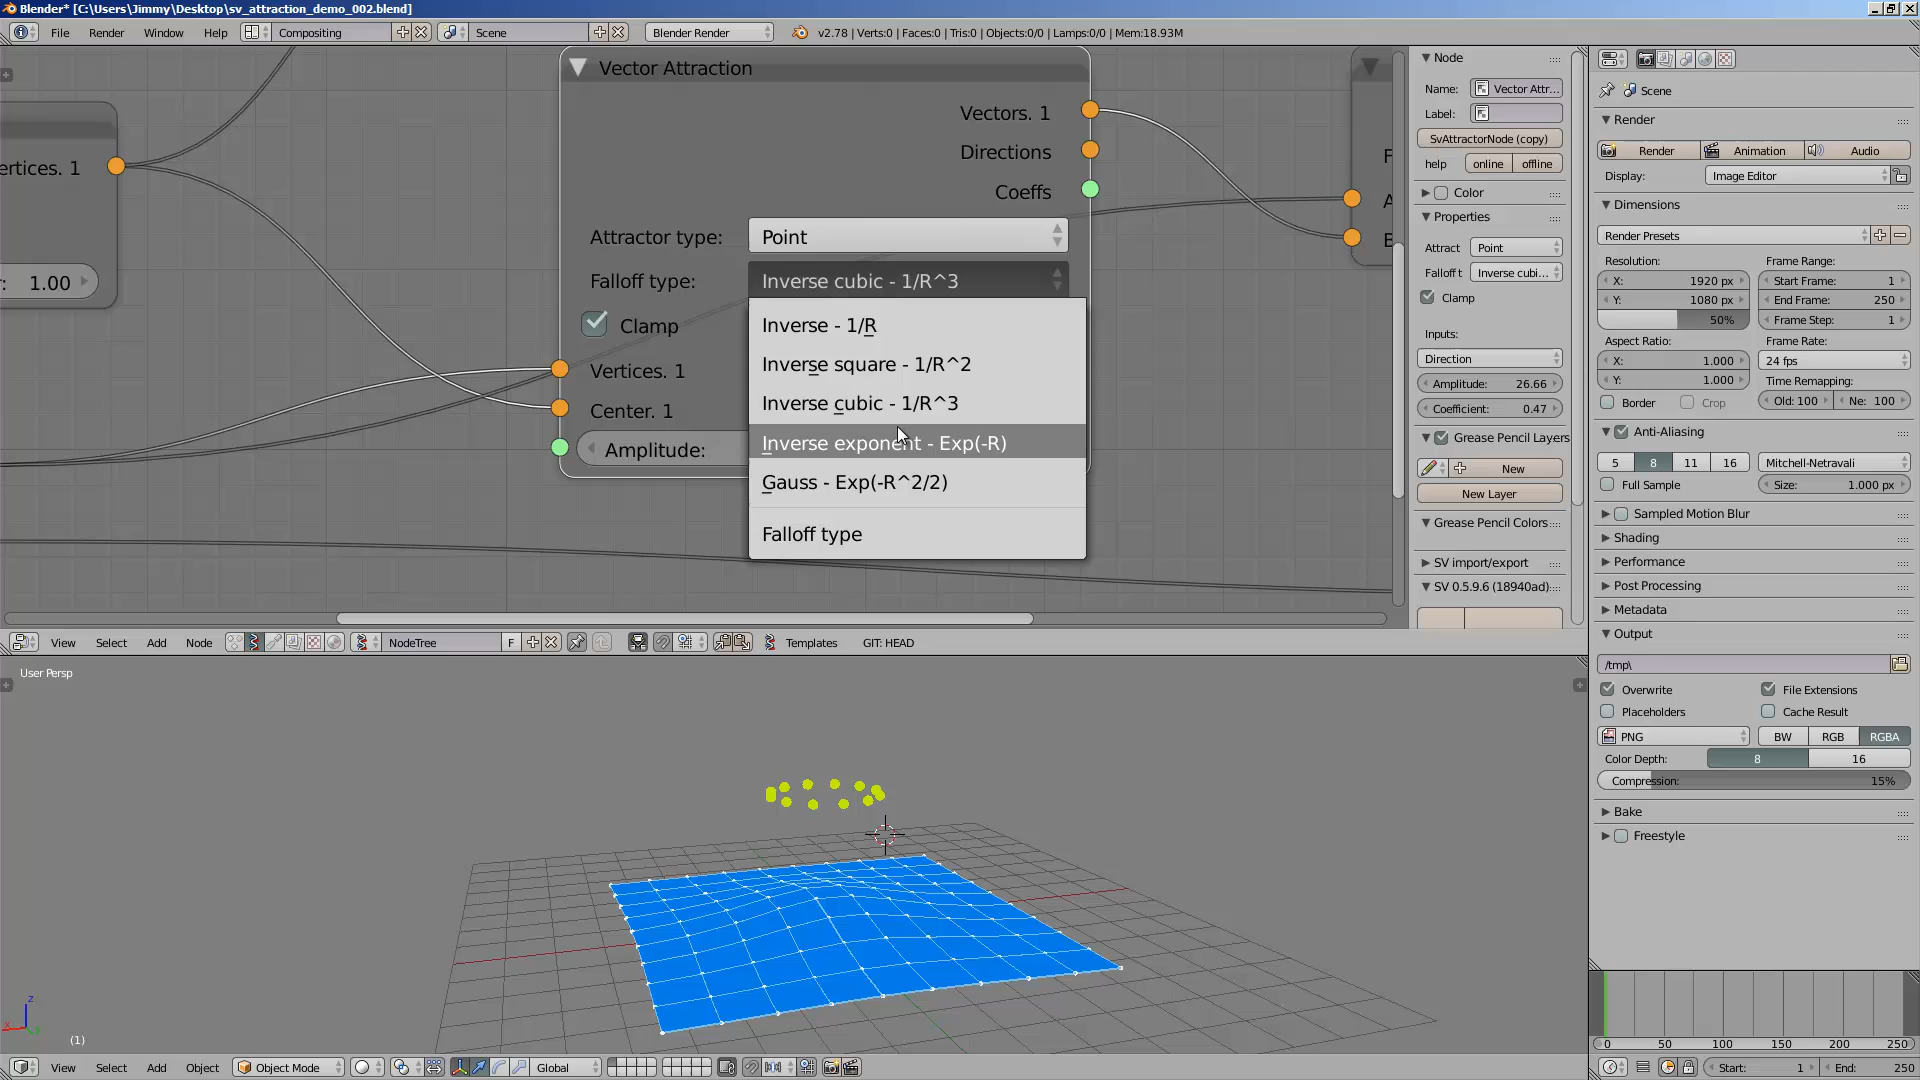 Blender* [C:\Users\Jimmy\Desktop\sv_attraction_demo_002.blend]
File Render Window Help Compositing Scene Blender Render v2.78 | Verts:0 | Faces:0 | Tris:0 | Objects:0/0 | Lamps:0/0 | Mem:18.93M
Vector Attraction
Vectors. 1
Directions
Coeffs
Attractor type: Point
Falloff type: Inverse cubic - 1/R^3
Clamp
Vertices. 1
Center. 1
Amplitude:
ertices. 1
: 1.00
F
A
B
Inverse - 1/R
Inverse square - 1/R^2
Inverse cubic - 1/R^3
Inverse exponent - Exp(-R)
Gauss - Exp(-R^2/2)
Falloff type
Node
Name: Vector Attr...
Label:
SvAttractorNode (copy)
help online offline
Color
Properties
Attract Point
Falloff t Inverse cubi...
Clamp
Inputs:
Direction
Amplitude: 26.66
Coefficient: 0.47
Grease Pencil Layers
New
New Layer
Grease Pencil Colors
SV import/export
SV 0.5.9.6 (18940ad)
Scene
Render
Render Animation Audio
Display: Image Editor
Dimensions
Render Presets
Resolution: Frame Range:
X: 1920 px Start Frame: 1
Y: 1080 px End Frame: 250
50% Frame Step: 1
Aspect Ratio: Frame Rate:
X: 1.000 24 fps
Y: 1.000 Time Remapping:
Border Crop Old: 100 Ne: 100
Anti-Aliasing
5 8 11 16 Mitchell-Netravali
Full Sample Size: 1.000 px
Sampled Motion Blur
Shading
Performance
Post Processing
Metadata
Output
/tmp\
Overwrite File Extensions
Placeholders Cache Result
PNG BW RGB RGBA
Color Depth: 8 16
Compression: 15%
Bake
Freestyle
View Select Add Node NodeTree F Templates GIT: HEAD
User Persp
z
x
(1)
View Select Add Object Object Mode Global
0 50 100 150 200 250
Start: 1 End: 250